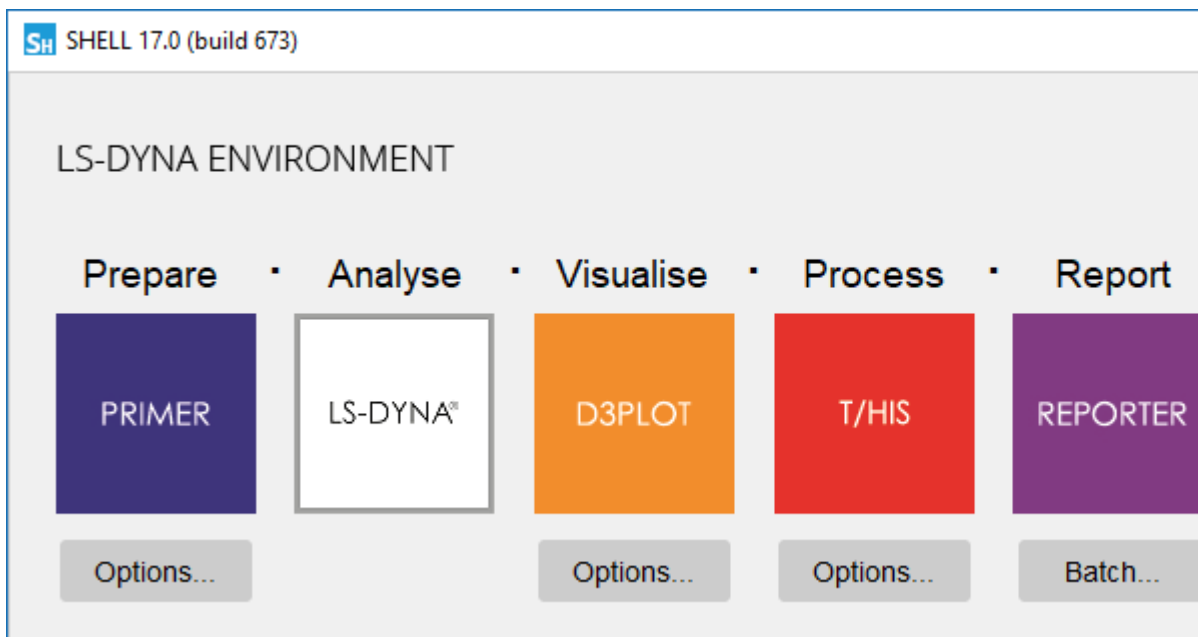 SH SHELL 17.0 (build 673)
LS-DYNA ENVIRONMENT
Prepare · Analyse · Visualise · Process · Report
PRIMER LS-DYNA® D3PLOT T/HIS REPORTER
Options... Options... Options... Batch...